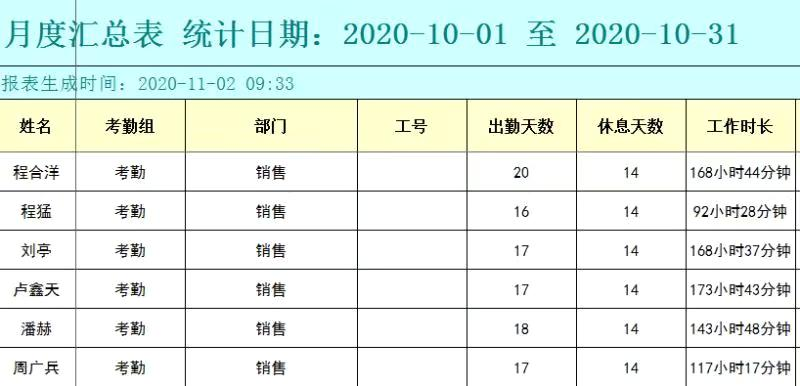 月度汇总表 统计日期：2020-10-01 至 2020-10-31
报表生成时间：2020-11-02 09:33
姓名 考勤组 部门 工号 出勤天数 休息天数 工作时长
程合洋 考勤 销售 20 14 168小时44分钟
程猛 考勤 销售 16 14 92小时28分钟
刘亭 考勤 销售 17 14 168小时37分钟
卢鑫天 考勤 销售 17 14 173小时43分钟
潘赫 考勤 销售 18 14 143小时48分钟
周广兵 考勤 销售 17 14 117小时17分钟